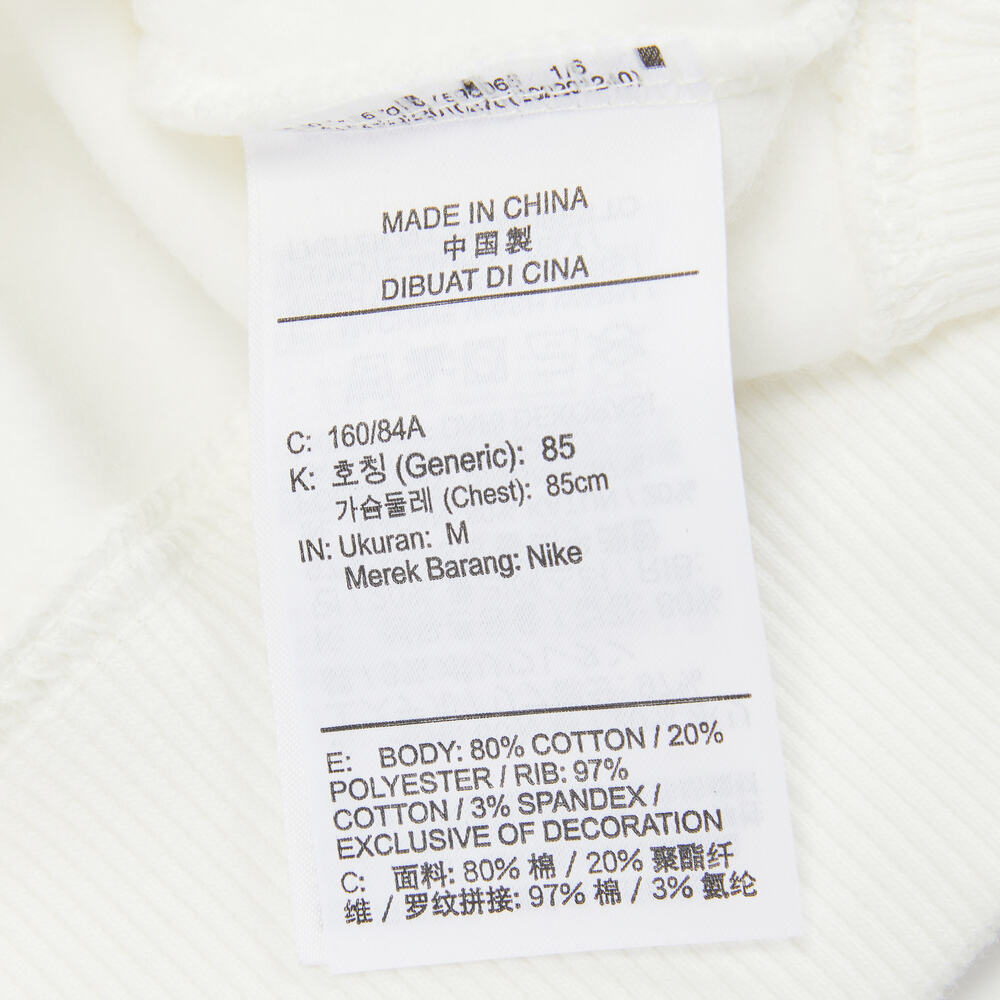 1/6
MADE IN CHINA
中国製
DIBUAT DI CINA
C: 160/84A
K: 호칭 (Generic): 85
가슴둘레 (Chest): 85cm
IN: Ukuran: M
Merek Barang: Nike
E: BODY: 80% COTTON / 20%
POLYESTER / RIB: 97%
COTTON / 3% SPANDEX /
EXCLUSIVE OF DECORATION
C: 面料: 80% 棉 / 20% 聚酯纤
维 / 罗纹拼接: 97% 棉 / 3% 氨纶